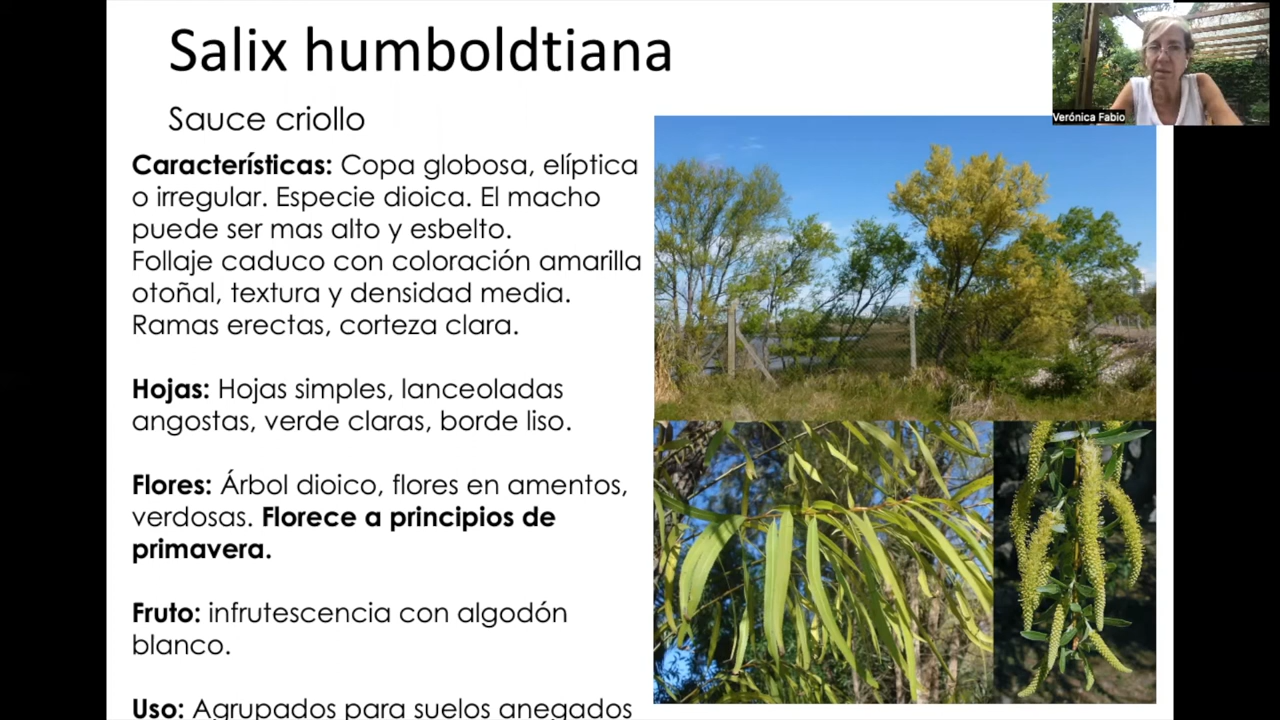 Salix humboldtiana
Sauce criollo
Verónica Fabio
Características: Copa globosa, elíptica
o irregular. Especie dioica. El macho
puede ser mas alto y esbelto.
Follaje caduco con coloración amarilla
otoñal, textura y densidad media.
Ramas erectas, corteza clara.
Hojas: Hojas simples, lanceoladas
angostas, verde claras, borde liso.
Flores: Árbol dioico, flores en amentos,
verdosas. Florece a principios de
primavera.
Fruto: infrutescencia con algodón
blanco.
Uso: Agrupados para suelos anegados